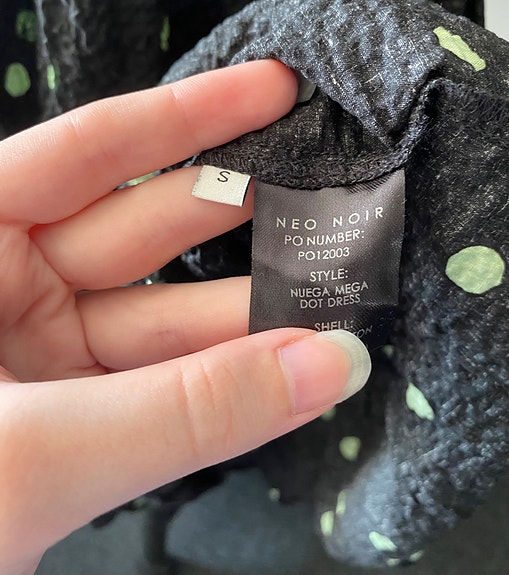 S
NEO NOIR
PO NUMBER:
PO12003
STYLE:
NUEGA MEGA
DOT DRESS
SHELL: